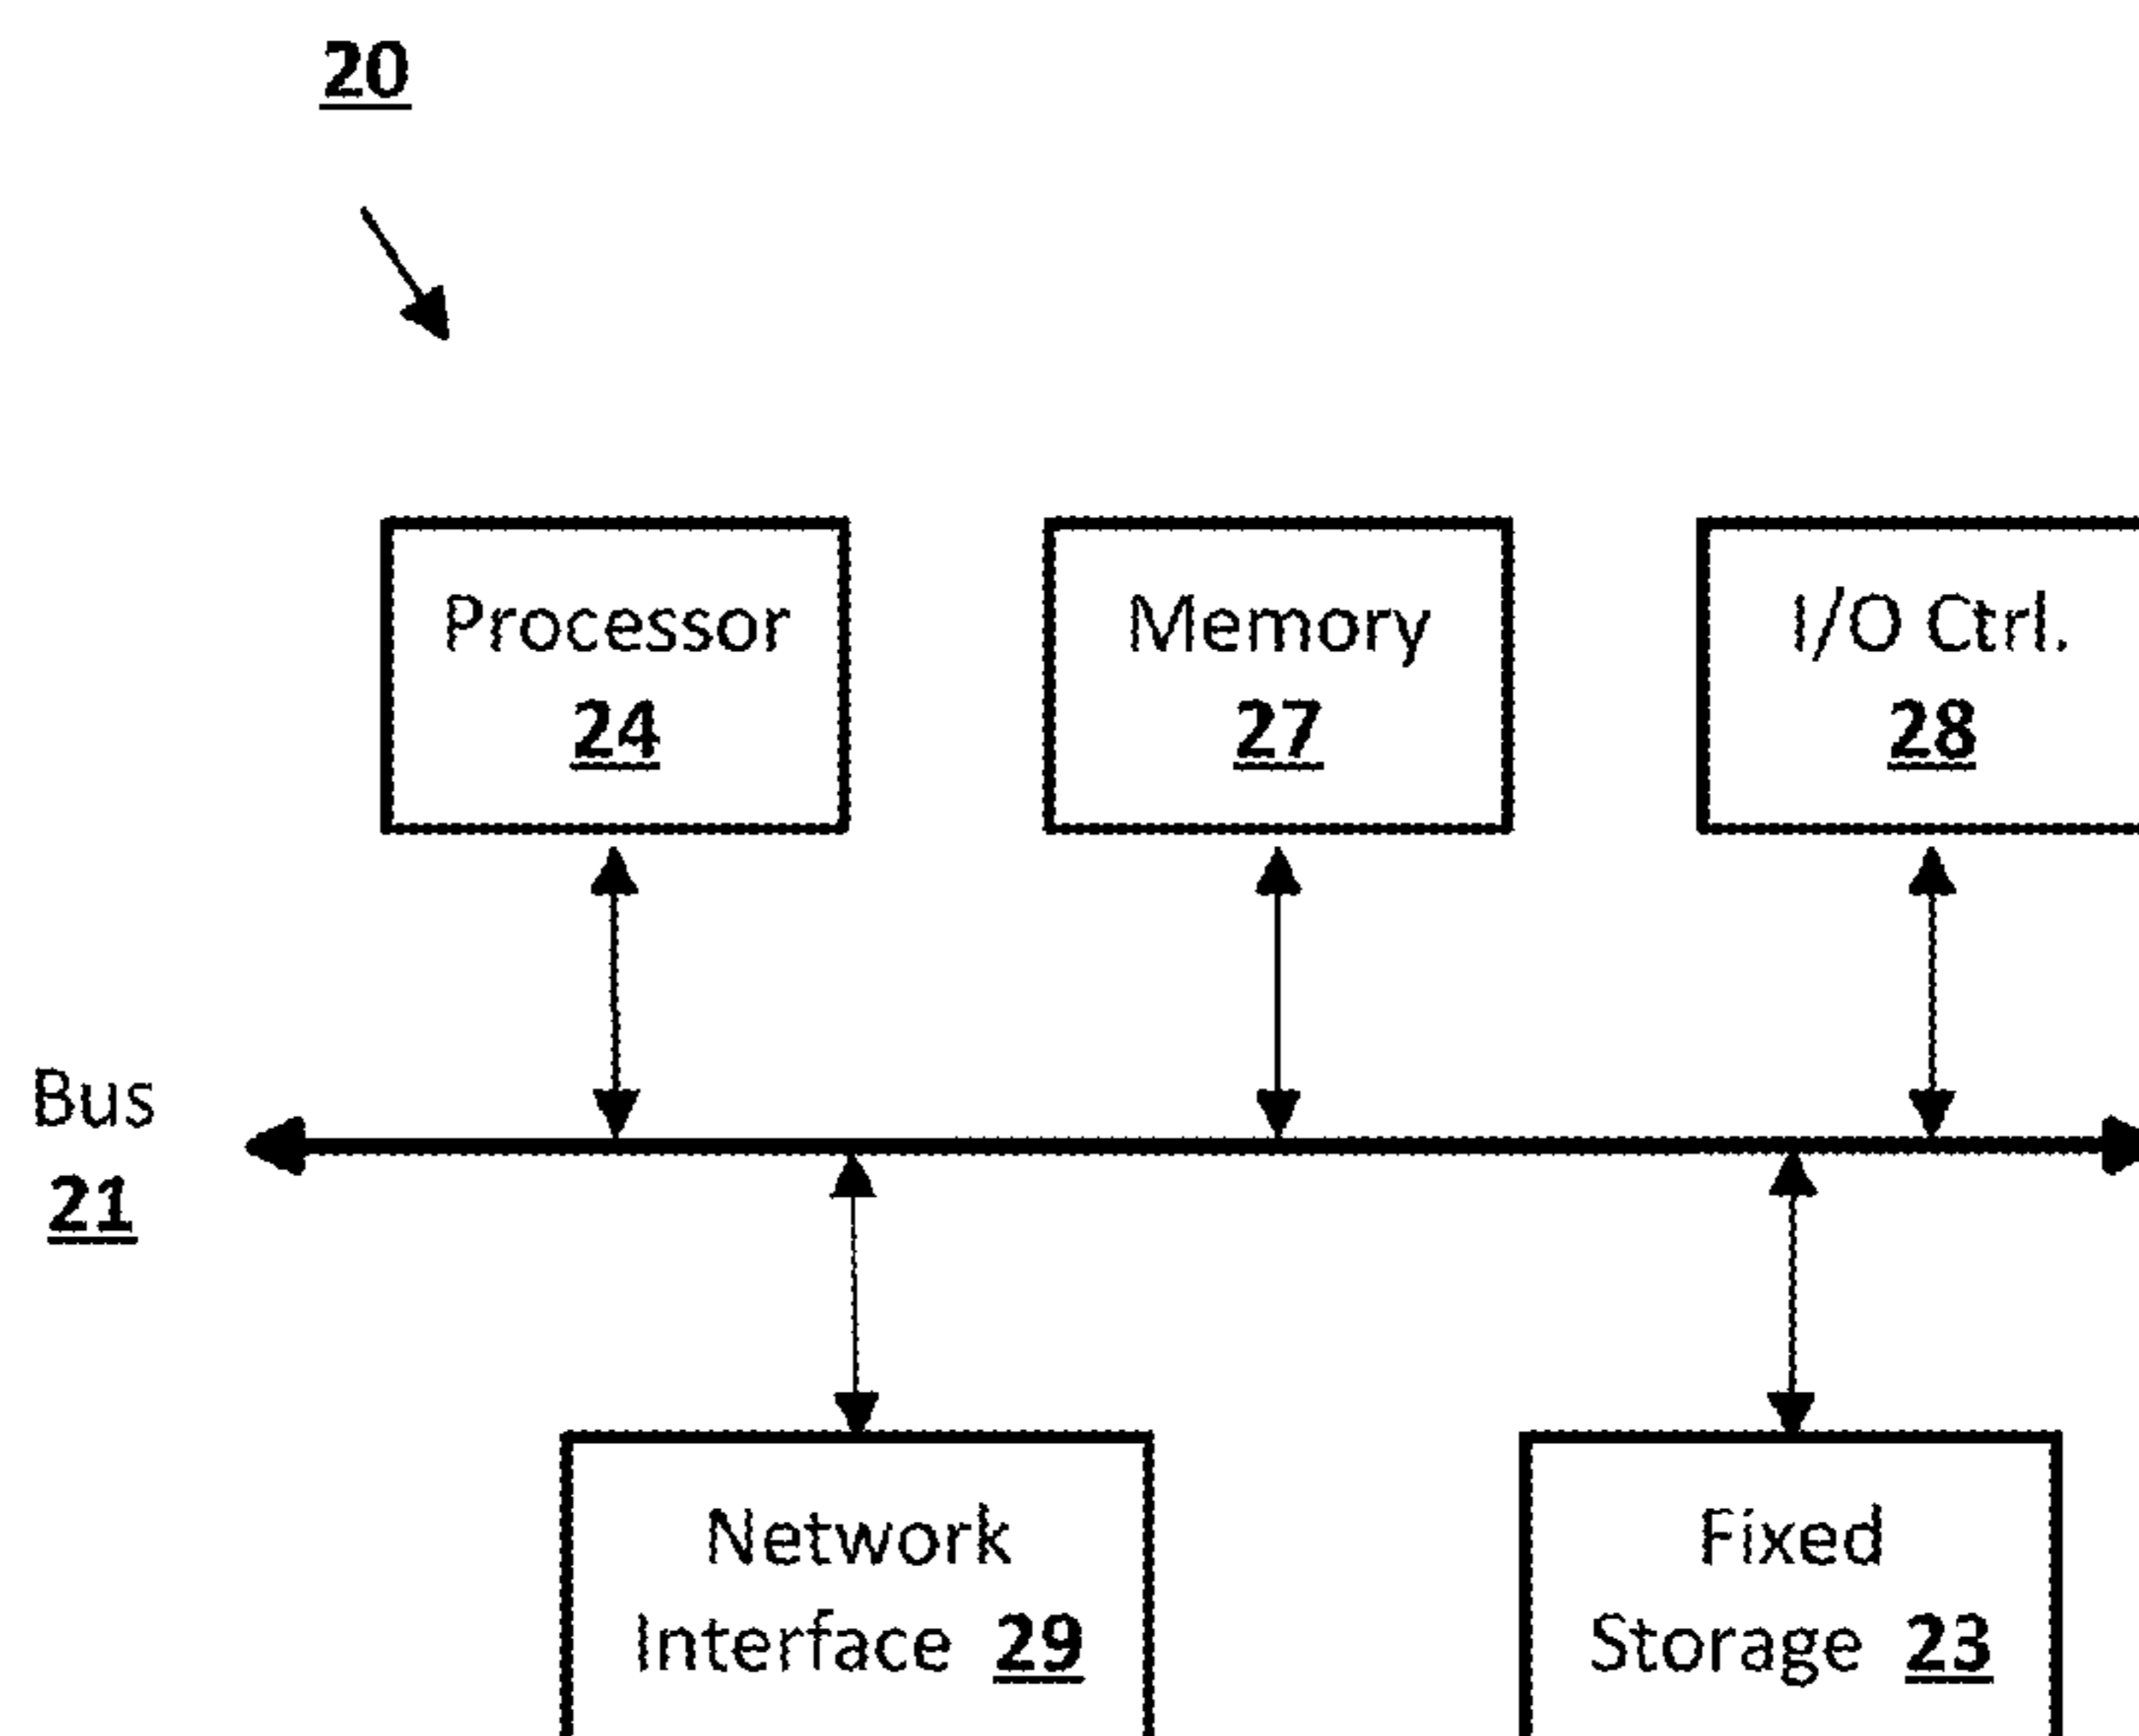 20
Processor
24
Memory
27
I/O Ctrl.
28
Bus
21
Network
Interface 29
Fixed
Storage 23